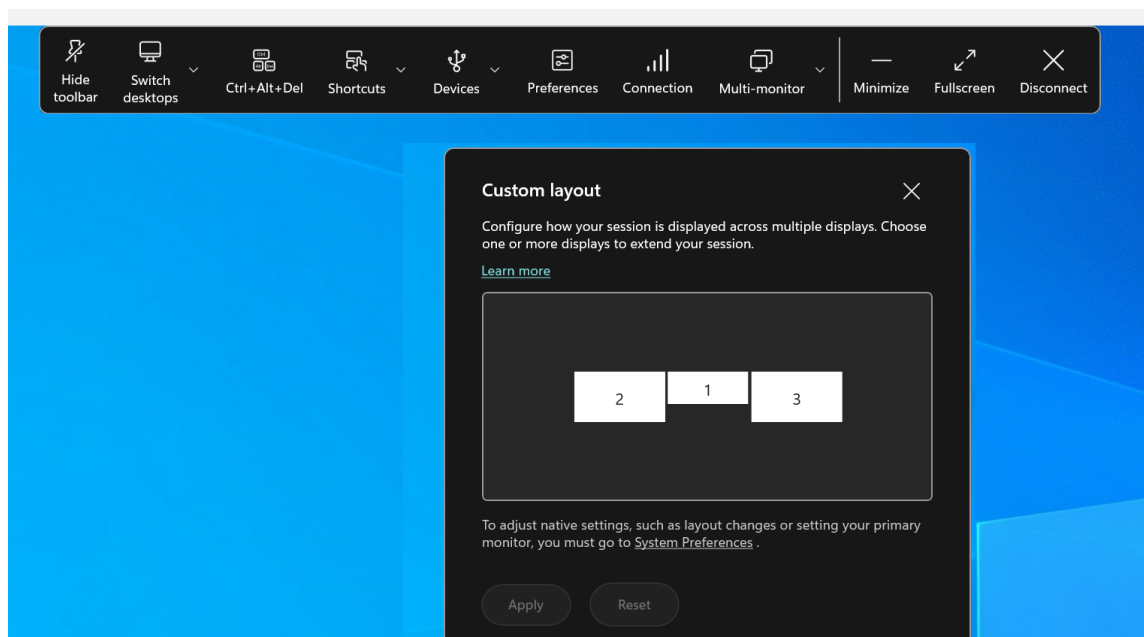 Hide
toolbar
Switch
desktops
Ctrl
Alt Del
Ctrl+Alt+Del
Shortcuts
Devices
Preferences
Connection
Multi-monitor
Minimize
Fullscreen
Disconnect
Custom layout
Configure how your session is displayed across multiple displays. Choose
one or more displays to extend your session.
Learn more
2
1
3
To adjust native settings, such as layout changes or setting your primary
monitor, you must go to System Preferences .
Apply
Reset